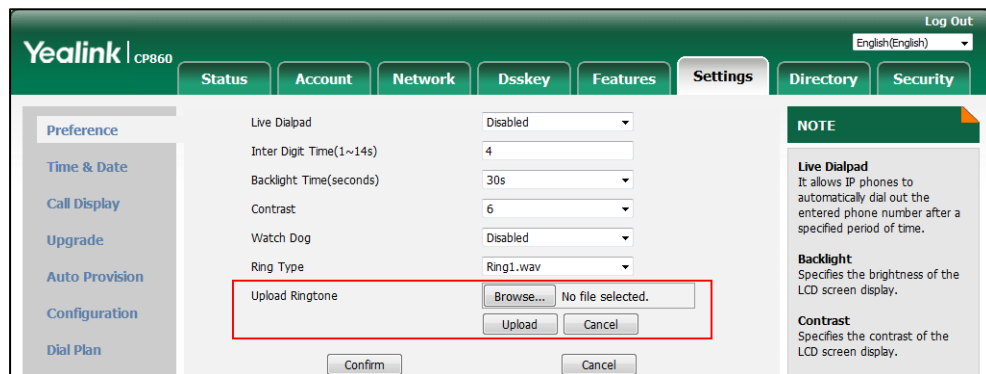 Log Out
Yealink CP860
English(English)
Status Account Network Dsskey Features Settings Directory Security
Preference
Time & Date
Call Display
Upgrade
Auto Provision
Configuration
Dial Plan
Live Dialpad Disabled
Inter Digit Time(1~14s) 4
Backlight Time(seconds) 30s
Contrast 6
Watch Dog Disabled
Ring Type Ring1.wav
Upload Ringtone Browse... No file selected.
Upload Cancel
Confirm Cancel
NOTE
Live Dialpad
It allows IP phones to
automatically dial out the
entered phone number after a
specified period of time.
Backlight
Specifies the brightness of the
LCD screen display.
Contrast
Specifies the contrast of the
LCD screen display.